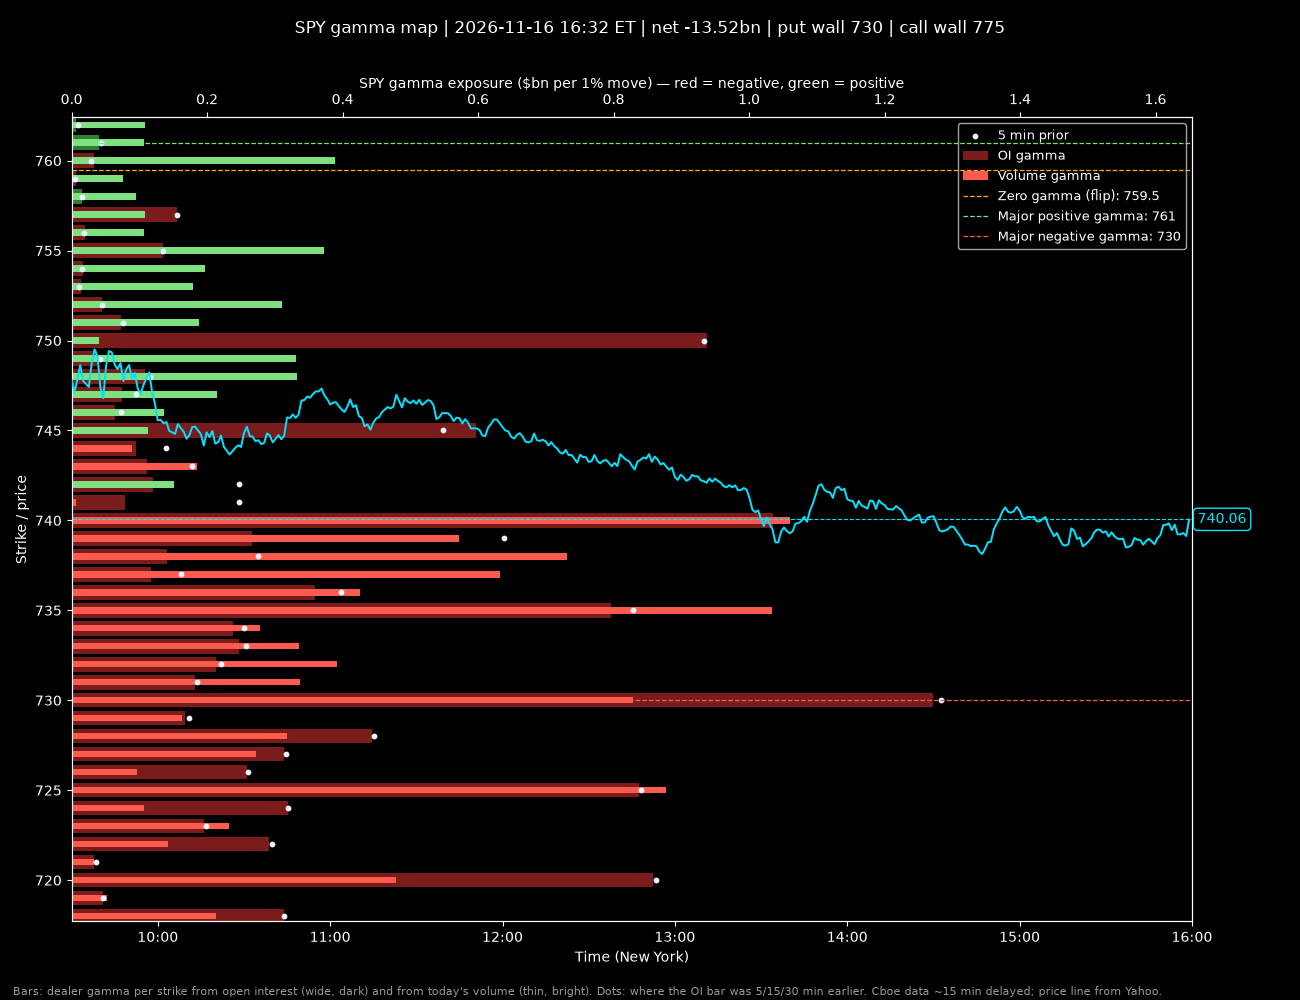 SPY gamma map | 2026-11-16 16:32 ET | net -13.52bn | put wall 730 | call wall 775
SPY gamma exposure ($bn per 1% move) — red = negative, green = positive
0.0 0.2 0.4 0.6 0.8 1.0 1.2 1.4 1.6
5 min prior
OI gamma
Volume gamma
Zero gamma (flip): 759.5
Major positive gamma: 761
Major negative gamma: 730
760
755
750
745
740
735
730
725
720
Strike / price
740.06
10:00 11:00 12:00 13:00 14:00 15:00 16:00
Time (New York)
Bars: dealer gamma per strike from open interest (wide, dark) and from today's volume (thin, bright). Dots: where the OI bar was 5/15/30 min earlier. Cboe data ~15 min delayed; price line from Yahoo.